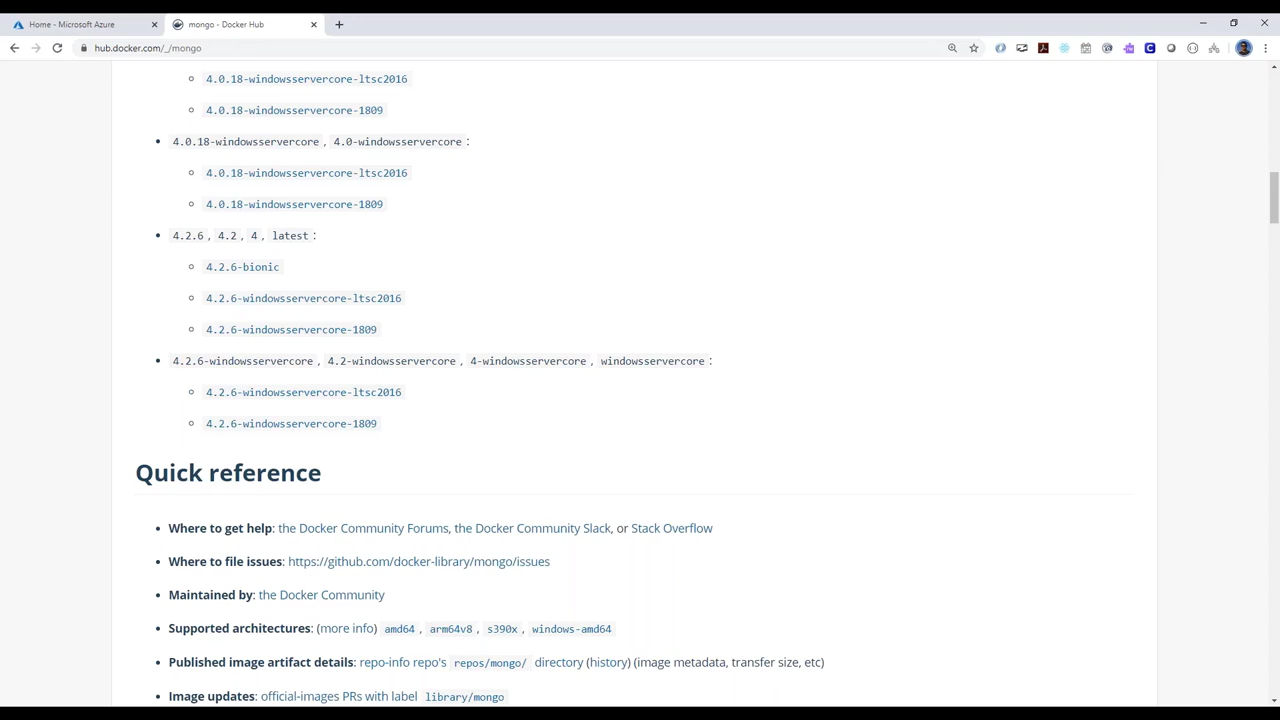 Home - Microsoft Azure
mongo - Docker Hub
hub.docker.com/_/mongo
4.0.18-windowsservercore-ltsc2016
4.0.18-windowsservercore-1809
4.0.18-windowsservercore , 4.0-windowsservercore :
4.0.18-windowsservercore-ltsc2016
4.0.18-windowsservercore-1809
4.2.6 , 4.2 , 4 , latest :
4.2.6-bionic
4.2.6-windowsservercore-ltsc2016
4.2.6-windowsservercore-1809
4.2.6-windowsservercore , 4.2-windowsservercore , 4-windowsservercore , windowsservercore :
4.2.6-windowsservercore-ltsc2016
4.2.6-windowsservercore-1809
Quick reference
Where to get help: the Docker Community Forums, the Docker Community Slack, or Stack Overflow
Where to file issues: https://github.com/docker-library/mongo/issues
Maintained by: the Docker Community
Supported architectures: (more info) amd64 , arm64v8 , s390x , windows-amd64
Published image artifact details: repo-info repo's repos/mongo/ directory (history) (image metadata, transfer size, etc)
Image updates: official-images PRs with label library/mongo